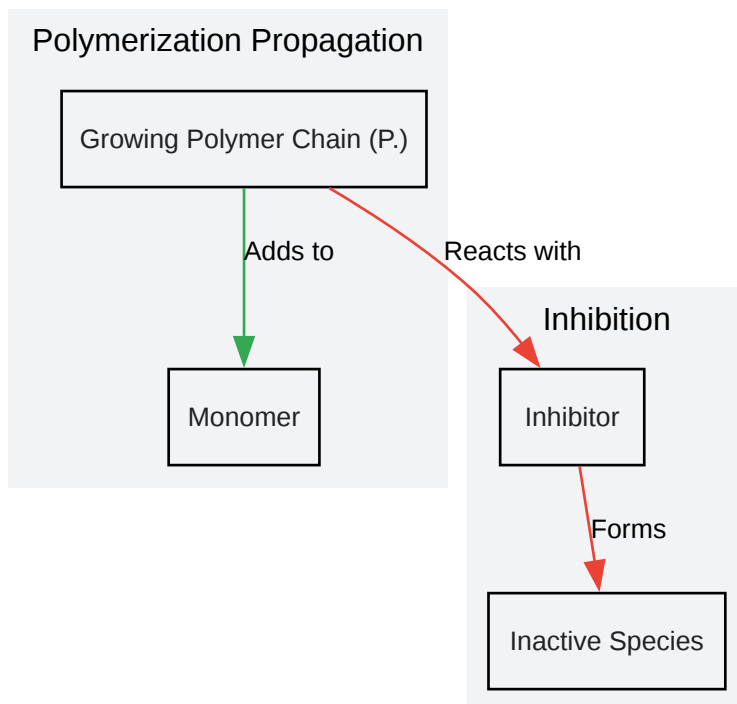 Polymerization Propagation
Growing Polymer Chain (P.)
Adds to
Reacts with
Inhibition
Monomer
Inhibitor
Forms
Inactive Species